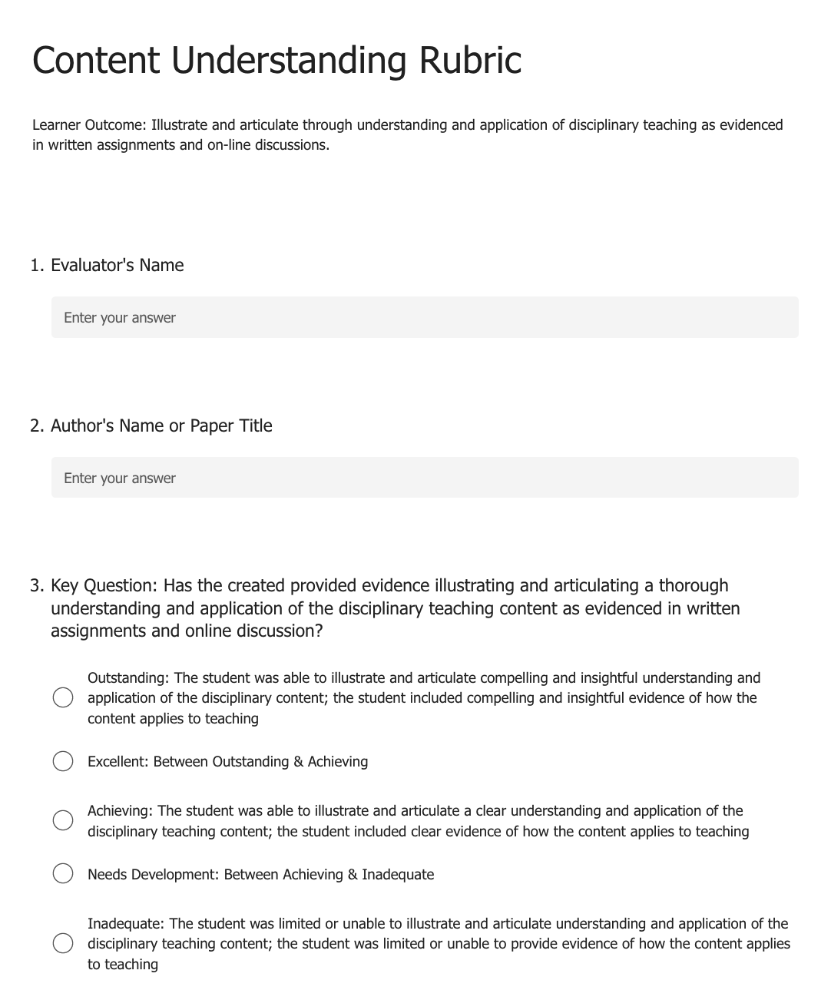 Content Understanding Rubric
Learner Outcome: Illustrate and articulate through understanding and application of disciplinary teaching as evidenced
in written assignments and on-line discussions.
1. Evaluator's Name
Enter your answer
2. Author's Name or Paper Title
Enter your answer
3. Key Question: Has the created provided evidence illustrating and articulating a thorough
understanding and application of the disciplinary teaching content as evidenced in written
assignments and online discussion?
Outstanding: The student was able to illustrate and articulate compelling and insightful understanding and
application of the disciplinary content; the student included compelling and insightful evidence of how the
content applies to teaching
Excellent: Between Outstanding & Achieving
Achieving: The student was able to illustrate and articulate a clear understanding and application of the
disciplinary teaching content; the student included clear evidence of how the content applies to teaching
Needs Development: Between Achieving & Inadequate
Inadequate: The student was limited or unable to illustrate and articulate understanding and application of the
disciplinary teaching content; the student was limited or unable to provide evidence of how the content applies
to teaching